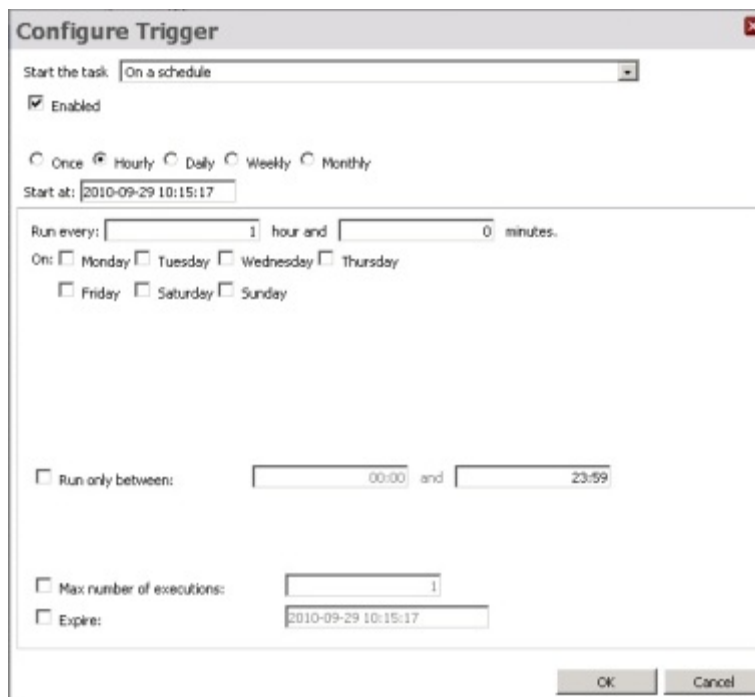 Configure Trigger
Start the task On a schedule
Enabled
Once Hourly Daily Weekly Monthly
Start at: 2010-09-29 10:15:17
Run every: 1 hour and 0 minutes.
On: Monday Tuesday Wednesday Thursday
Friday Saturday Sunday
Run only between: 00:00 and 23:59
Max number of executions: 1
Expire: 2010-09-29 10:15:17
OK Cancel